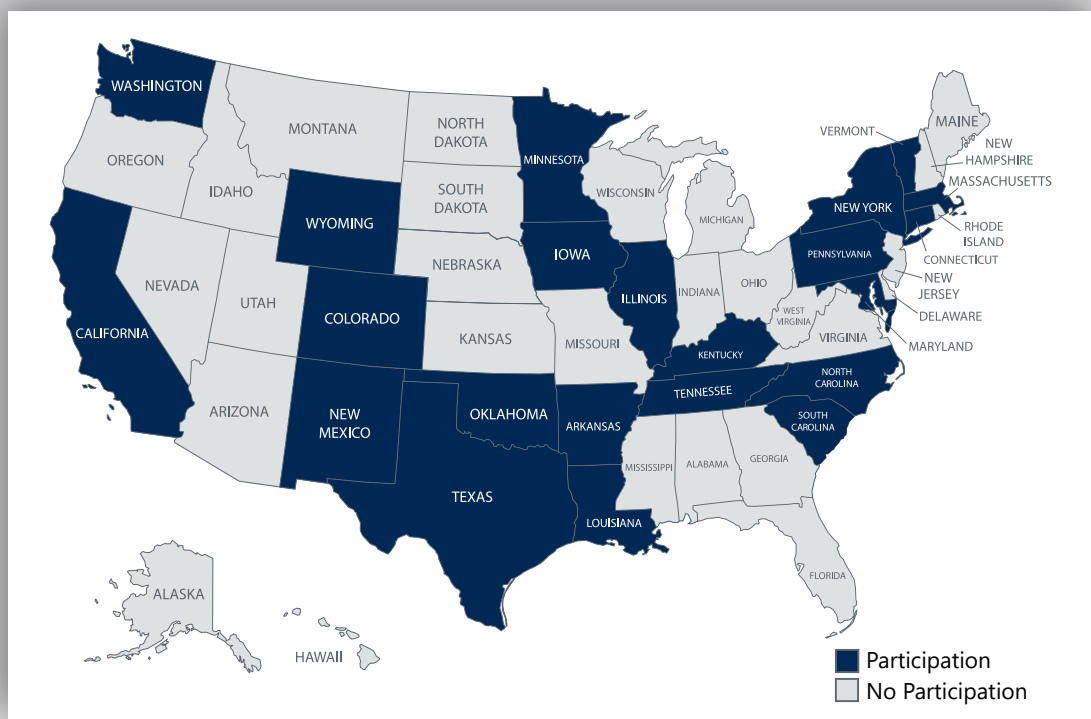 WASHINGTON
MONTANA
NORTH
DAKOTA
MINNESOTA
VERMONT
MAINE
NEW
HAMPSHIRE
MASSACHUSETTS
OREGON
IDAHO
WYOMING
SOUTH
DAKOTA
WISCONSIN
MICHIGAN
NEW YORK
RHODE
ISLAND
CONNECTICUT
NEW
JERSEY
DELAWARE
MARYLAND
PENNSYLVANIA
IOWA
NEBRASKA
NEVADA
UTAH
COLORADO
CALIFORNIA
ILLINOIS
INDIANA
OHIO
WEST
VIRGINIA
VIRGINIA
KANSAS
MISSOURI
KENTUCKY
NORTH
CAROLINA
TENNESSEE
SOUTH
CAROLINA
ARIZONA
NEW
MEXICO
OKLAHOMA
ARKANSAS
MISSISSIPPI
ALABAMA
GEORGIA
TEXAS
LOUISIANA
FLORIDA
ALASKA
HAWAII
Participation
No Participation